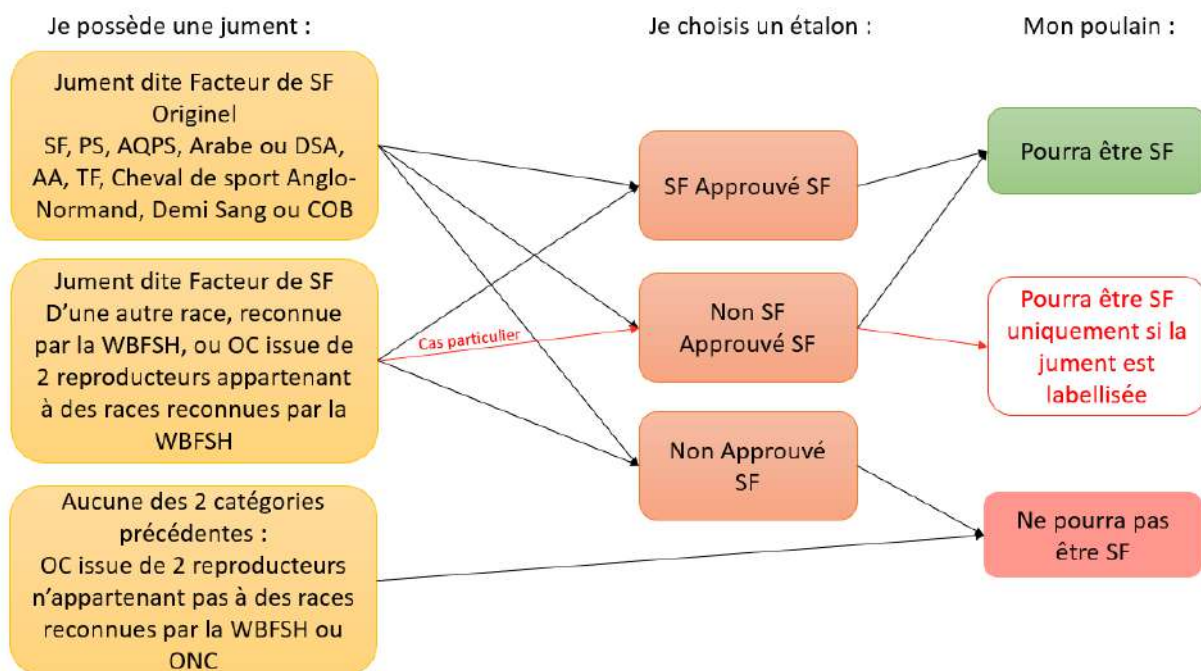 Je possède une jument :
Je choisis un étalon :
Mon poulain :
Jument dite Facteur de SF
Originel
SF, PS, AQPS, Arabe ou DSA,
AA, TF, Cheval de sport Anglo-
Normand, Demi Sang ou COB
SF Approuvé SF
Pourra être SF
Jument dite Facteur de SF
D'une autre race, reconnue
par la WBFSH, ou OC issue de
2 reproducteurs appartenant
à des races reconnues par la
WBFSH
Cas particulier
Non SF
Approuvé SF
Pourra être SF
uniquement si la
jument est
labellisée
Non Approuvé
SF
Aucune des 2 catégories
précédentes :
OC issue de 2 reproducteurs
n'appartenant pas à des races
reconnues par la WBFSH ou
ONC
Ne pourra pas
être SF